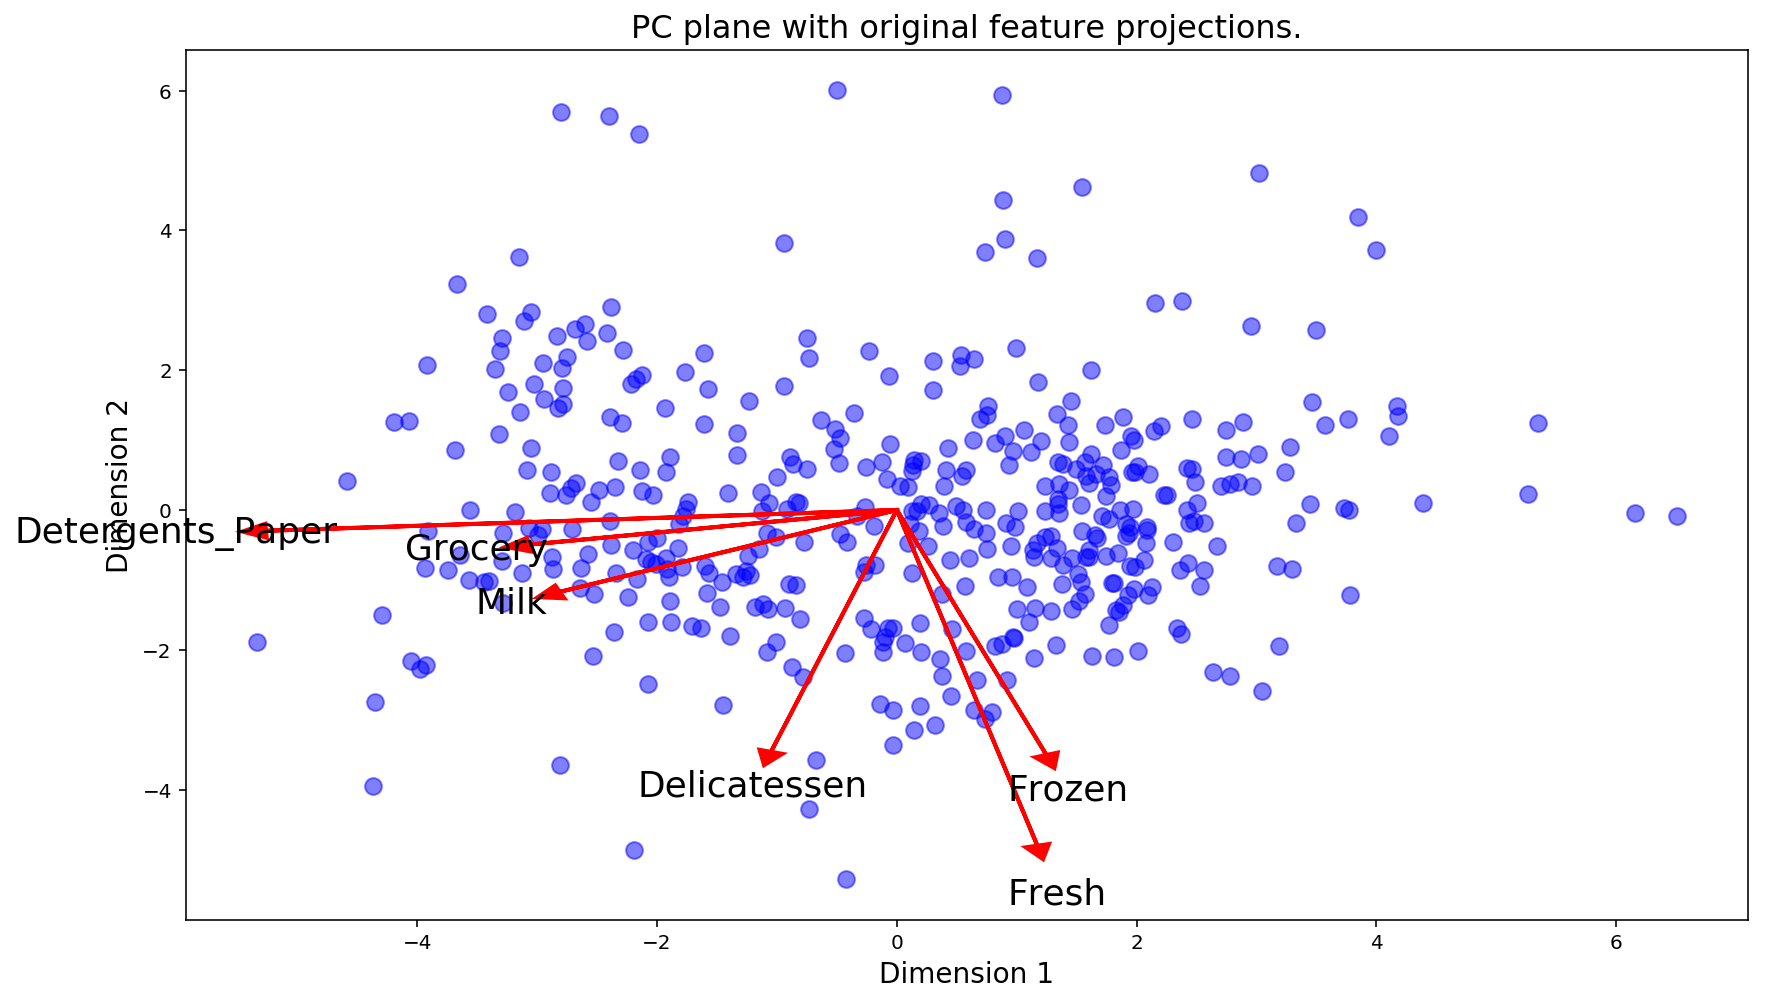 PC plane with original feature projections.
6
4
2
0
−2
−4
Dimension 2
Detergents_Paper
Grocery
Milk
Delicatessen
Frozen
Fresh
−4
−2
0
2
4
6
Dimension 1